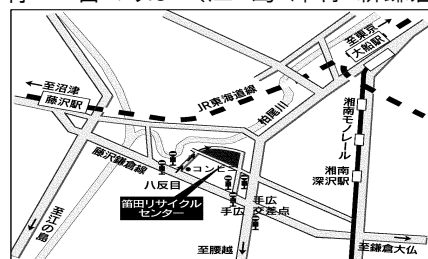 至東京
大船駅
←至沼津
藤沢駅
JR東海道線
柏尾川
湘南モノレール
藤沢鎌倉線
コンビニ
八反目
湘南
深沢駅
笛田リサイクル
センター
手広
手広
交差点
至江の島
至腰越
至鎌倉大仏